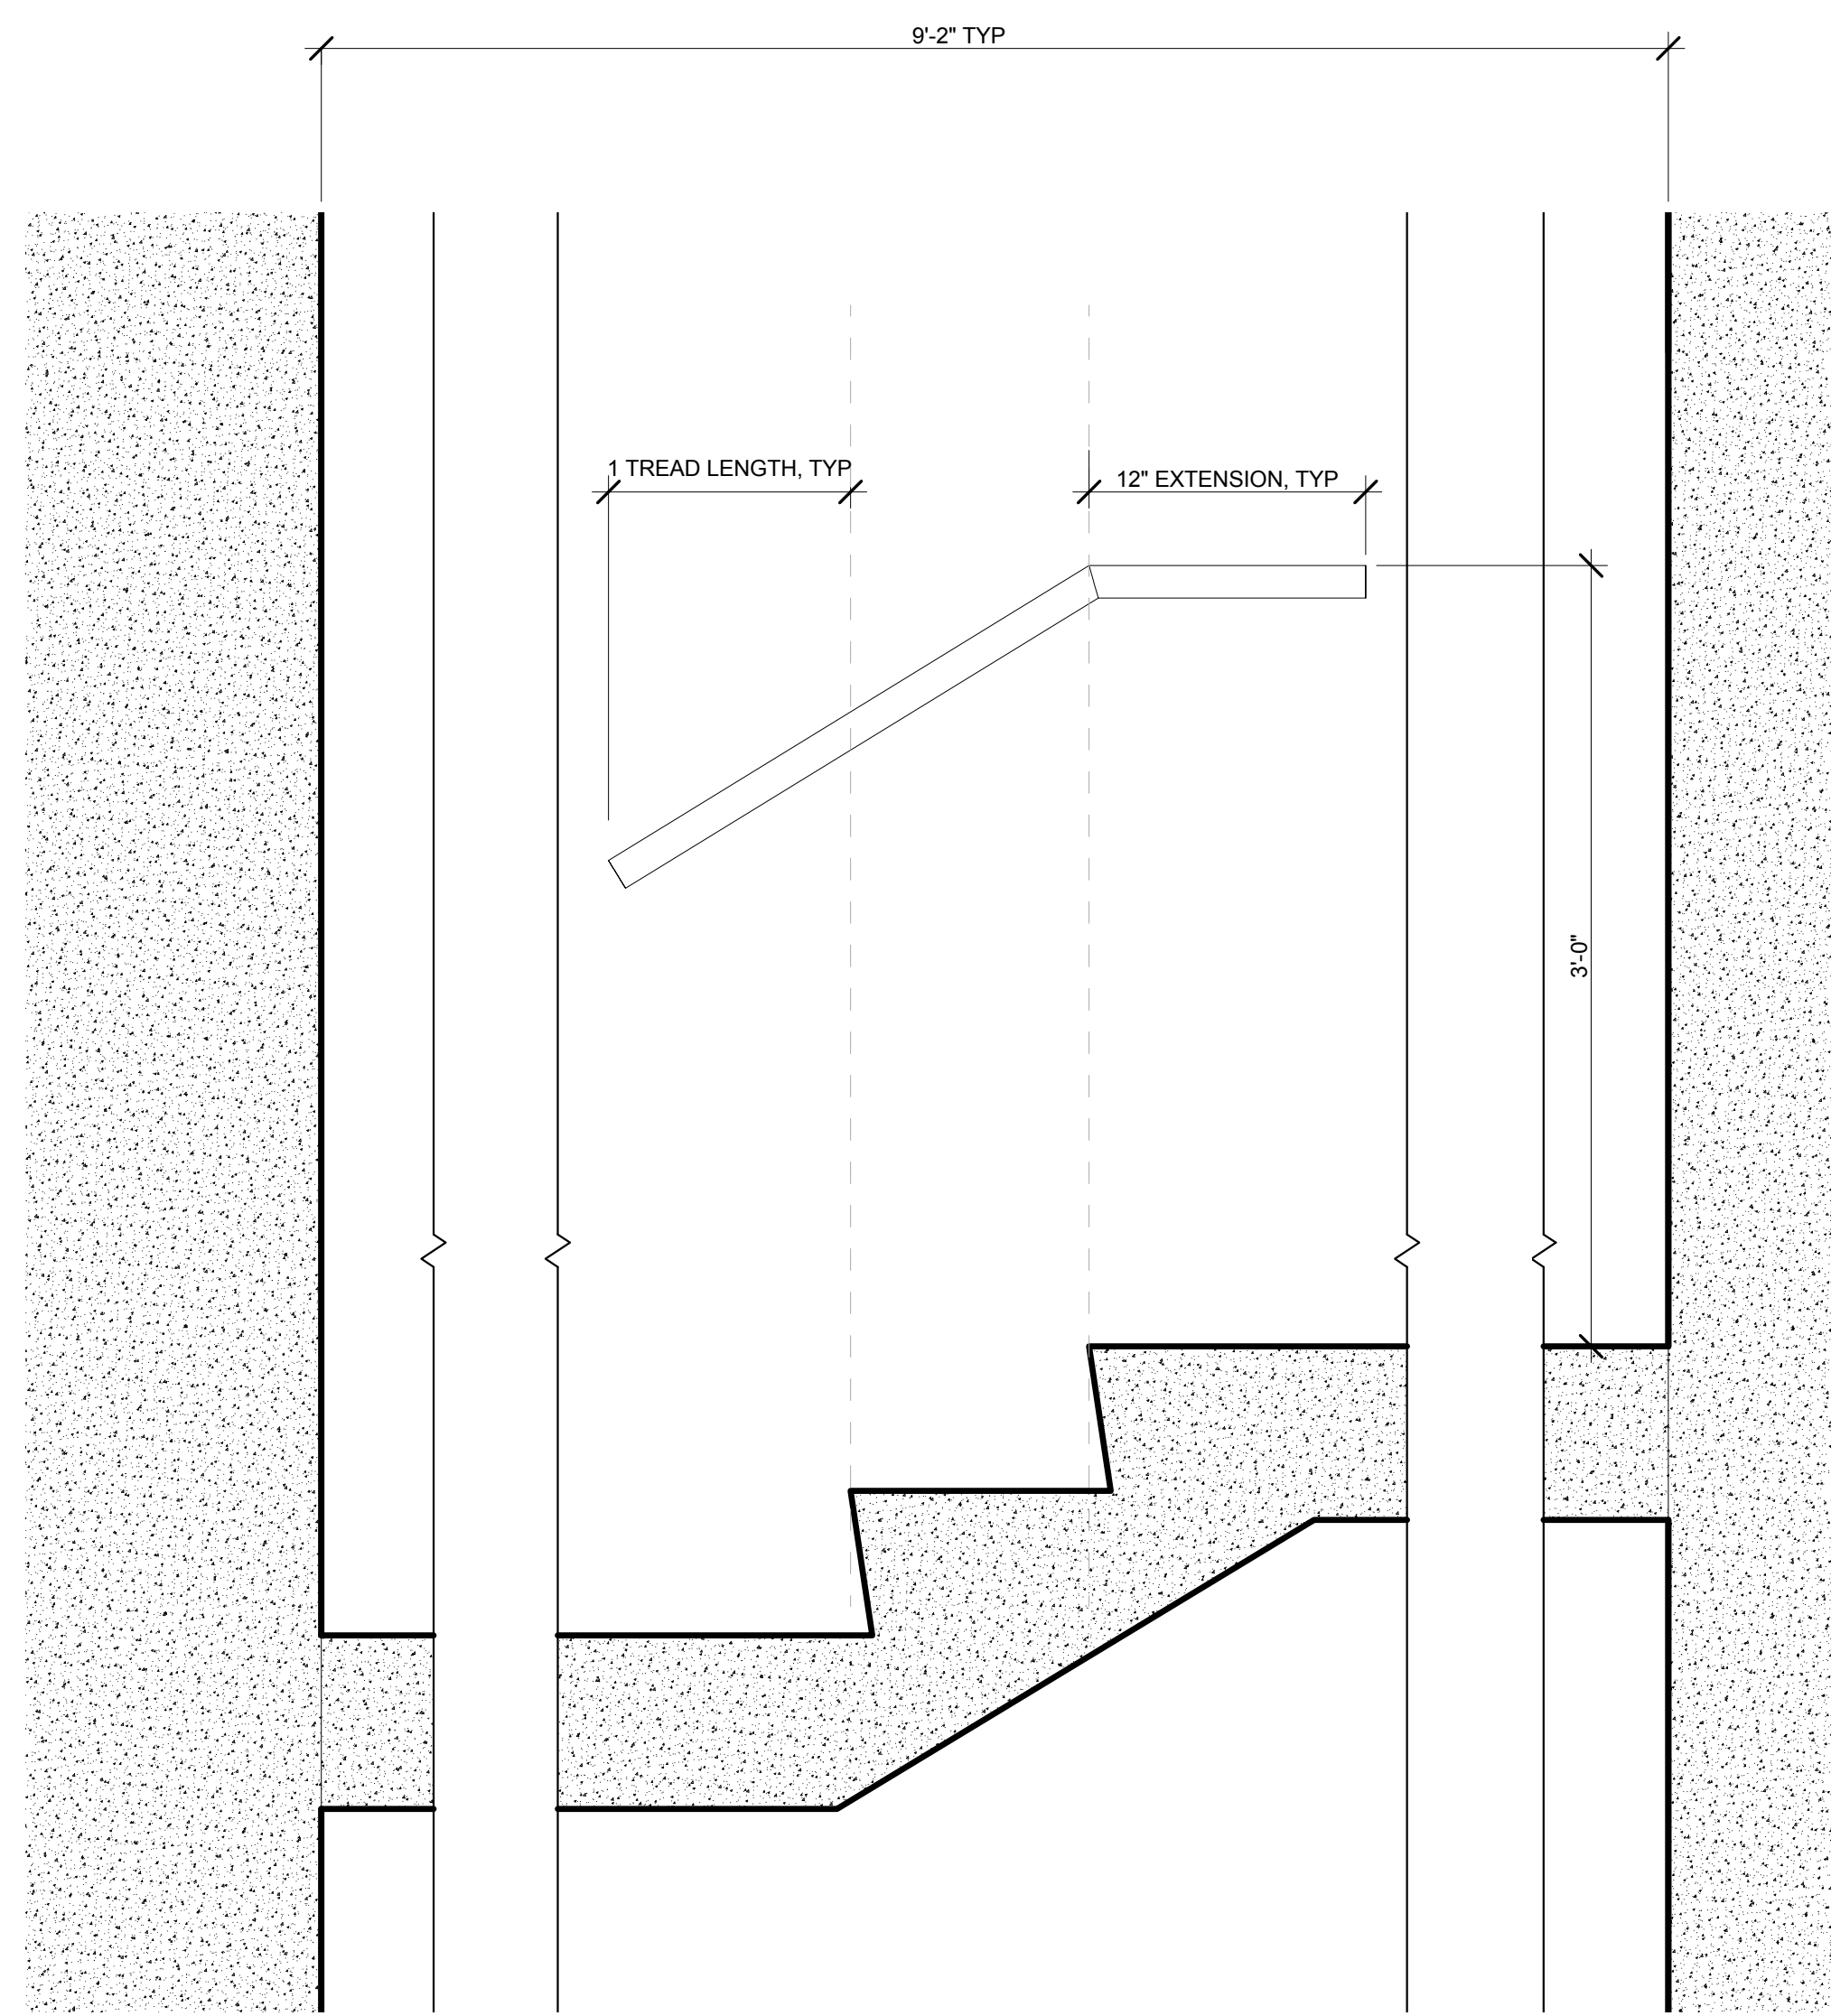 9'-2" TYP
1 TREAD LENGTH, TYP
12" EXTENSION, TYP
3'-0"